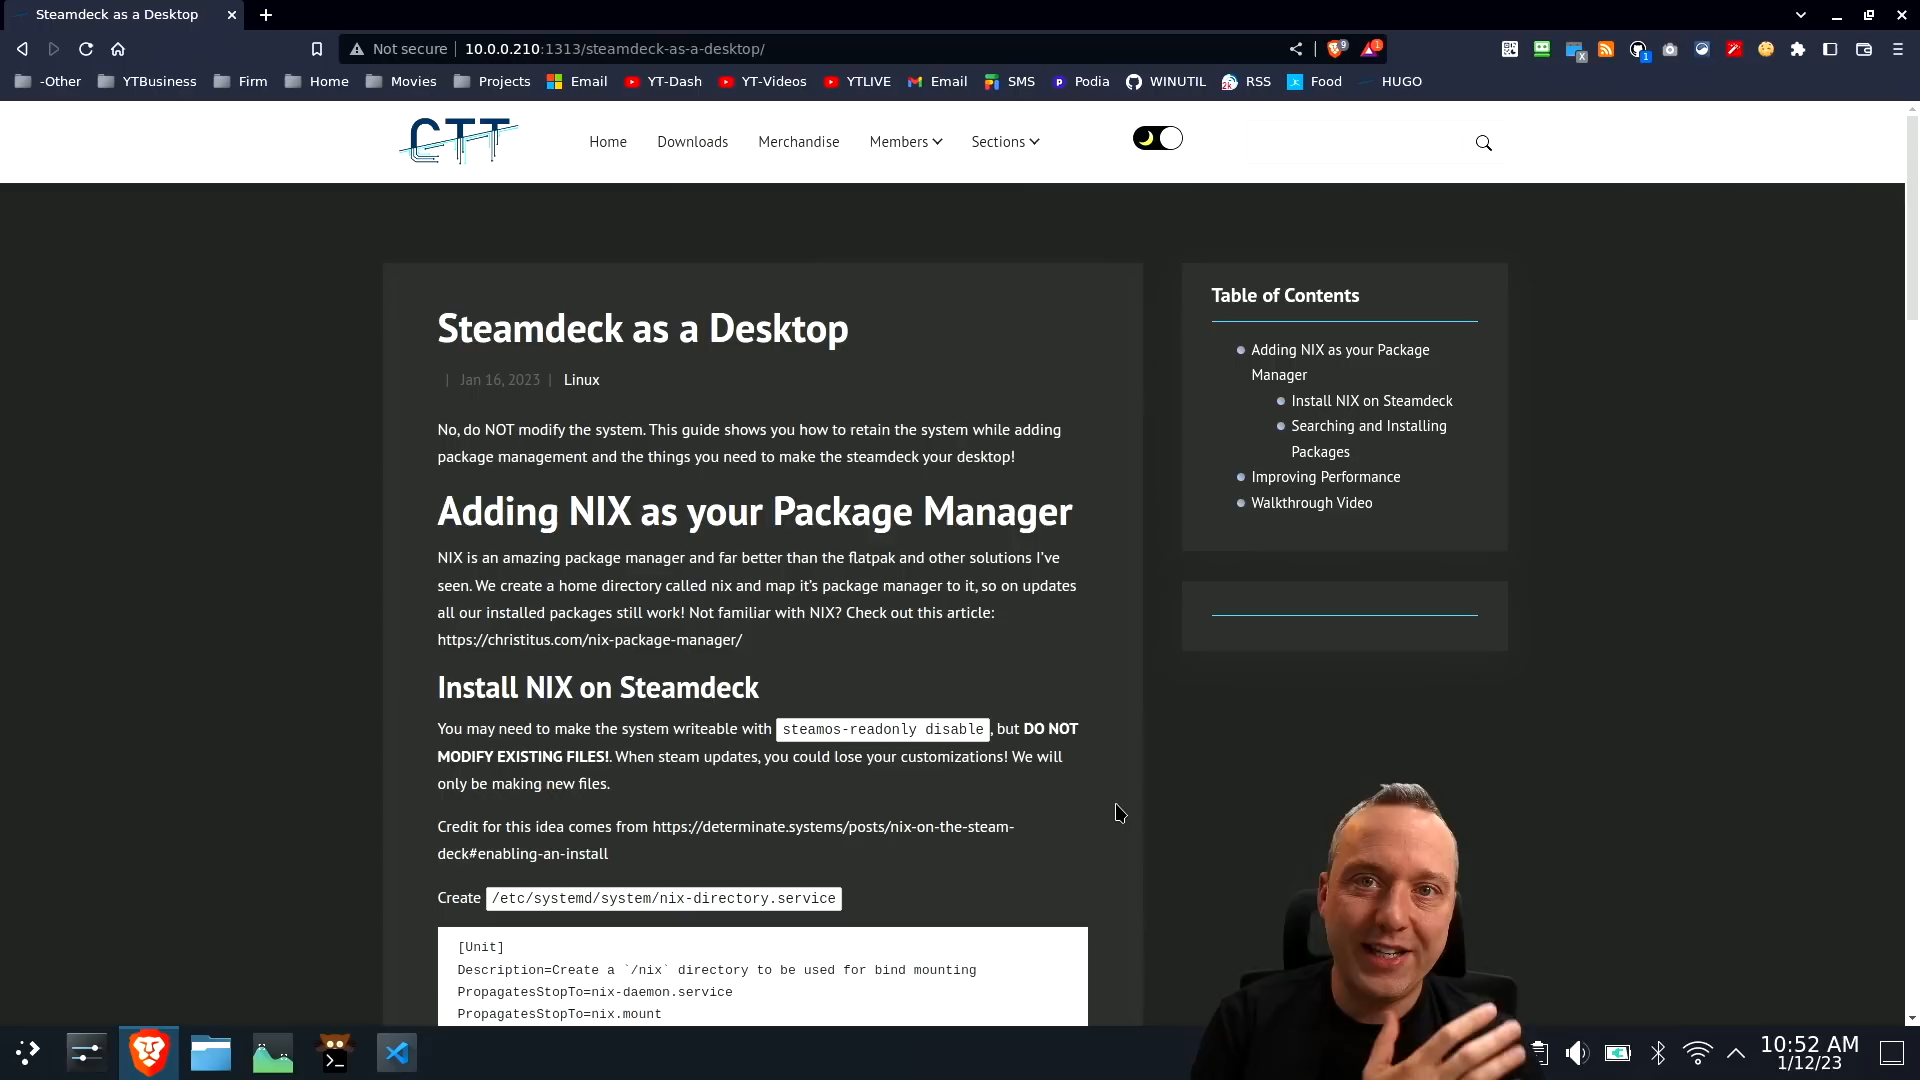 Steamdeck as a Desktop
Not secure
10.0.0.210:1313/steamdeck-as-a-desktop/
9
1
X
1
-Other
YTBusiness
Firm
Home
Movies
Projects
Email
YT-Dash
YT-Videos
YTLIVE
Email
SMS
Podia
WINUTIL
RSS
Food
HUGO
CTT
Home
Downloads
Merchandise
Members
Sections
Steamdeck as a Desktop
| Jan 16, 2023 | Linux
No, do NOT modify the system. This guide shows you how to retain the system while adding
package management and the things you need to make the steamdeck your desktop!
Adding NIX as your Package Manager
NIX is an amazing package manager and far better than the flatpak and other solutions I've
seen. We create a home directory called nix and map it's package manager to it, so on updates
all our installed packages still work! Not familiar with NIX? Check out this article:
https://christitus.com/nix-package-manager/
Install NIX on Steamdeck
You may need to make the system writeable with steamos-readonly disable, but DO NOT
MODIFY EXISTING FILES!. When steam updates, you could lose your customizations! We will
only be making new files.
Credit for this idea comes from https://determinate.systems/posts/nix-on-the-steam-
deck#enabling-an-install
Create /etc/systemd/system/nix-directory.service
[Unit]
Description=Create a `/nix` directory to be used for bind mounting
PropagatesStopTo=nix-daemon.service
PropagatesStopTo=nix.mount
Table of Contents
Adding NIX as your Package
Manager
Install NIX on Steamdeck
Searching and Installing
Packages
Improving Performance
Walkthrough Video
10:52 AM
1/12/23